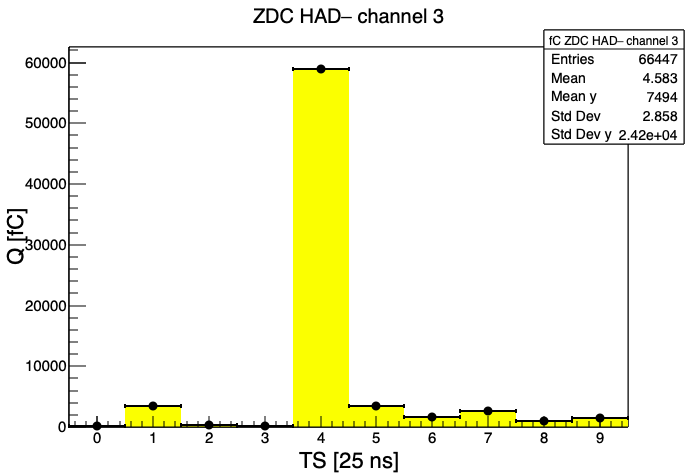 ZDC HAD– channel 3
fC ZDC HAD– channel 3
Entries 66447
Mean 4.583
Mean y 7494
Std Dev 2.858
Std Dev y 2.42e+04
Q [fC]
60000
50000
40000
30000
20000
10000
0
0 1 2 3 4 5 6 7 8 9
TS [25 ns]